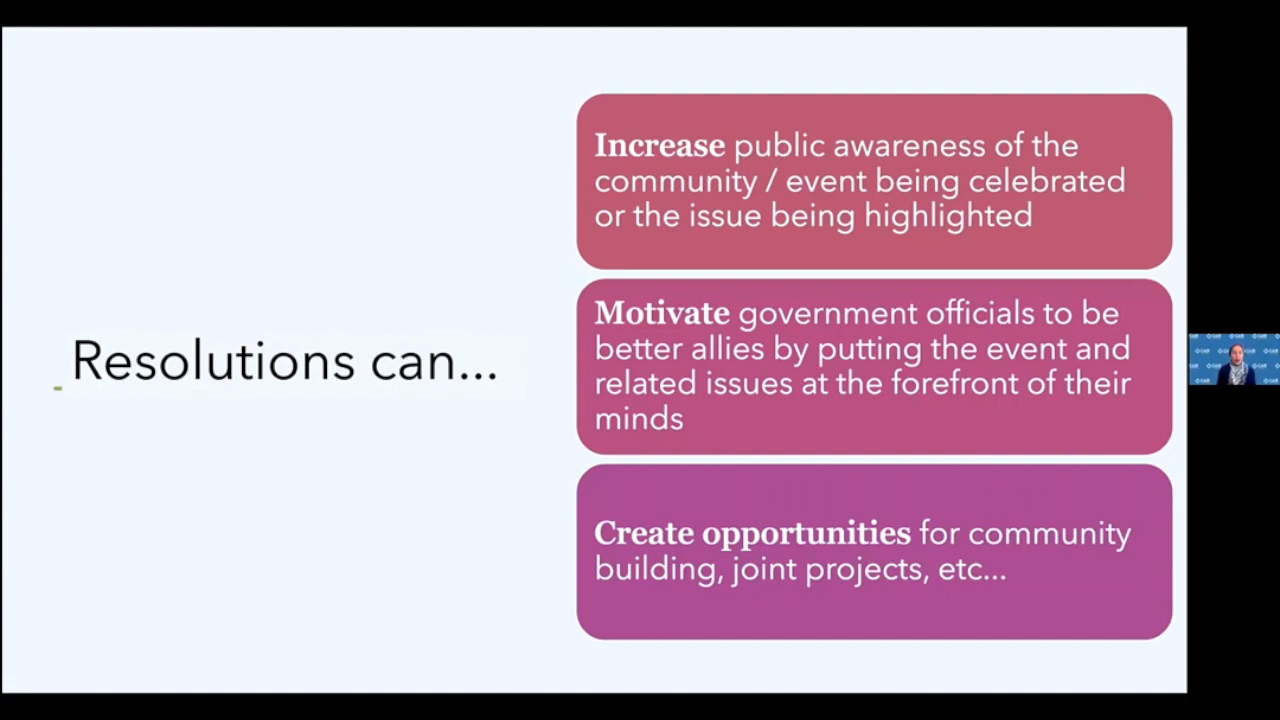 Resolutions can...
Increase public awareness of the
community / event being celebrated
or the issue being highlighted
Motivate government officials to be
better allies by putting the event and
related issues at the forefront of their
minds
Create opportunities for community
building, joint projects, etc...